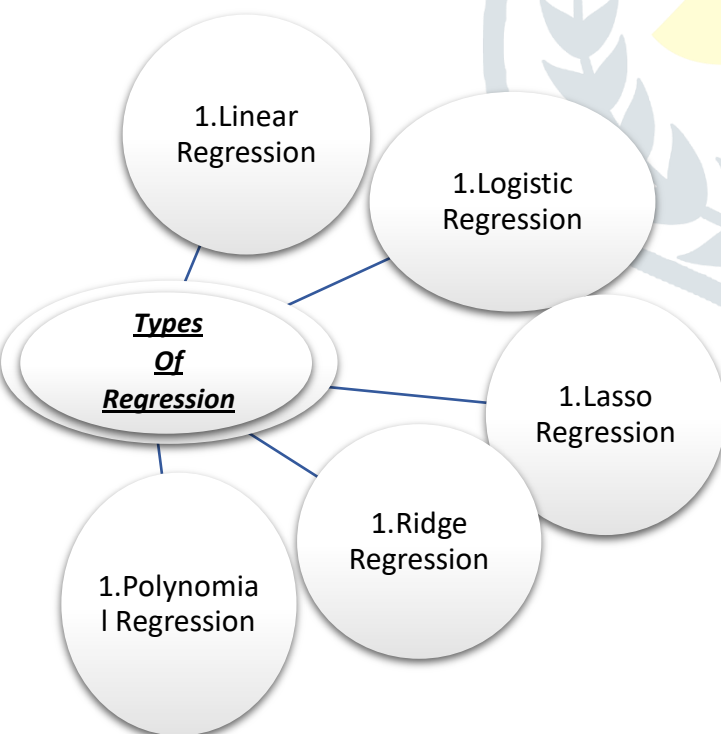 1.Linear
Regression
1.Logistic
Regression
Types
Of
Regression
1.Lasso
Regression
1.Ridge
Regression
1.Polynomia
l Regression